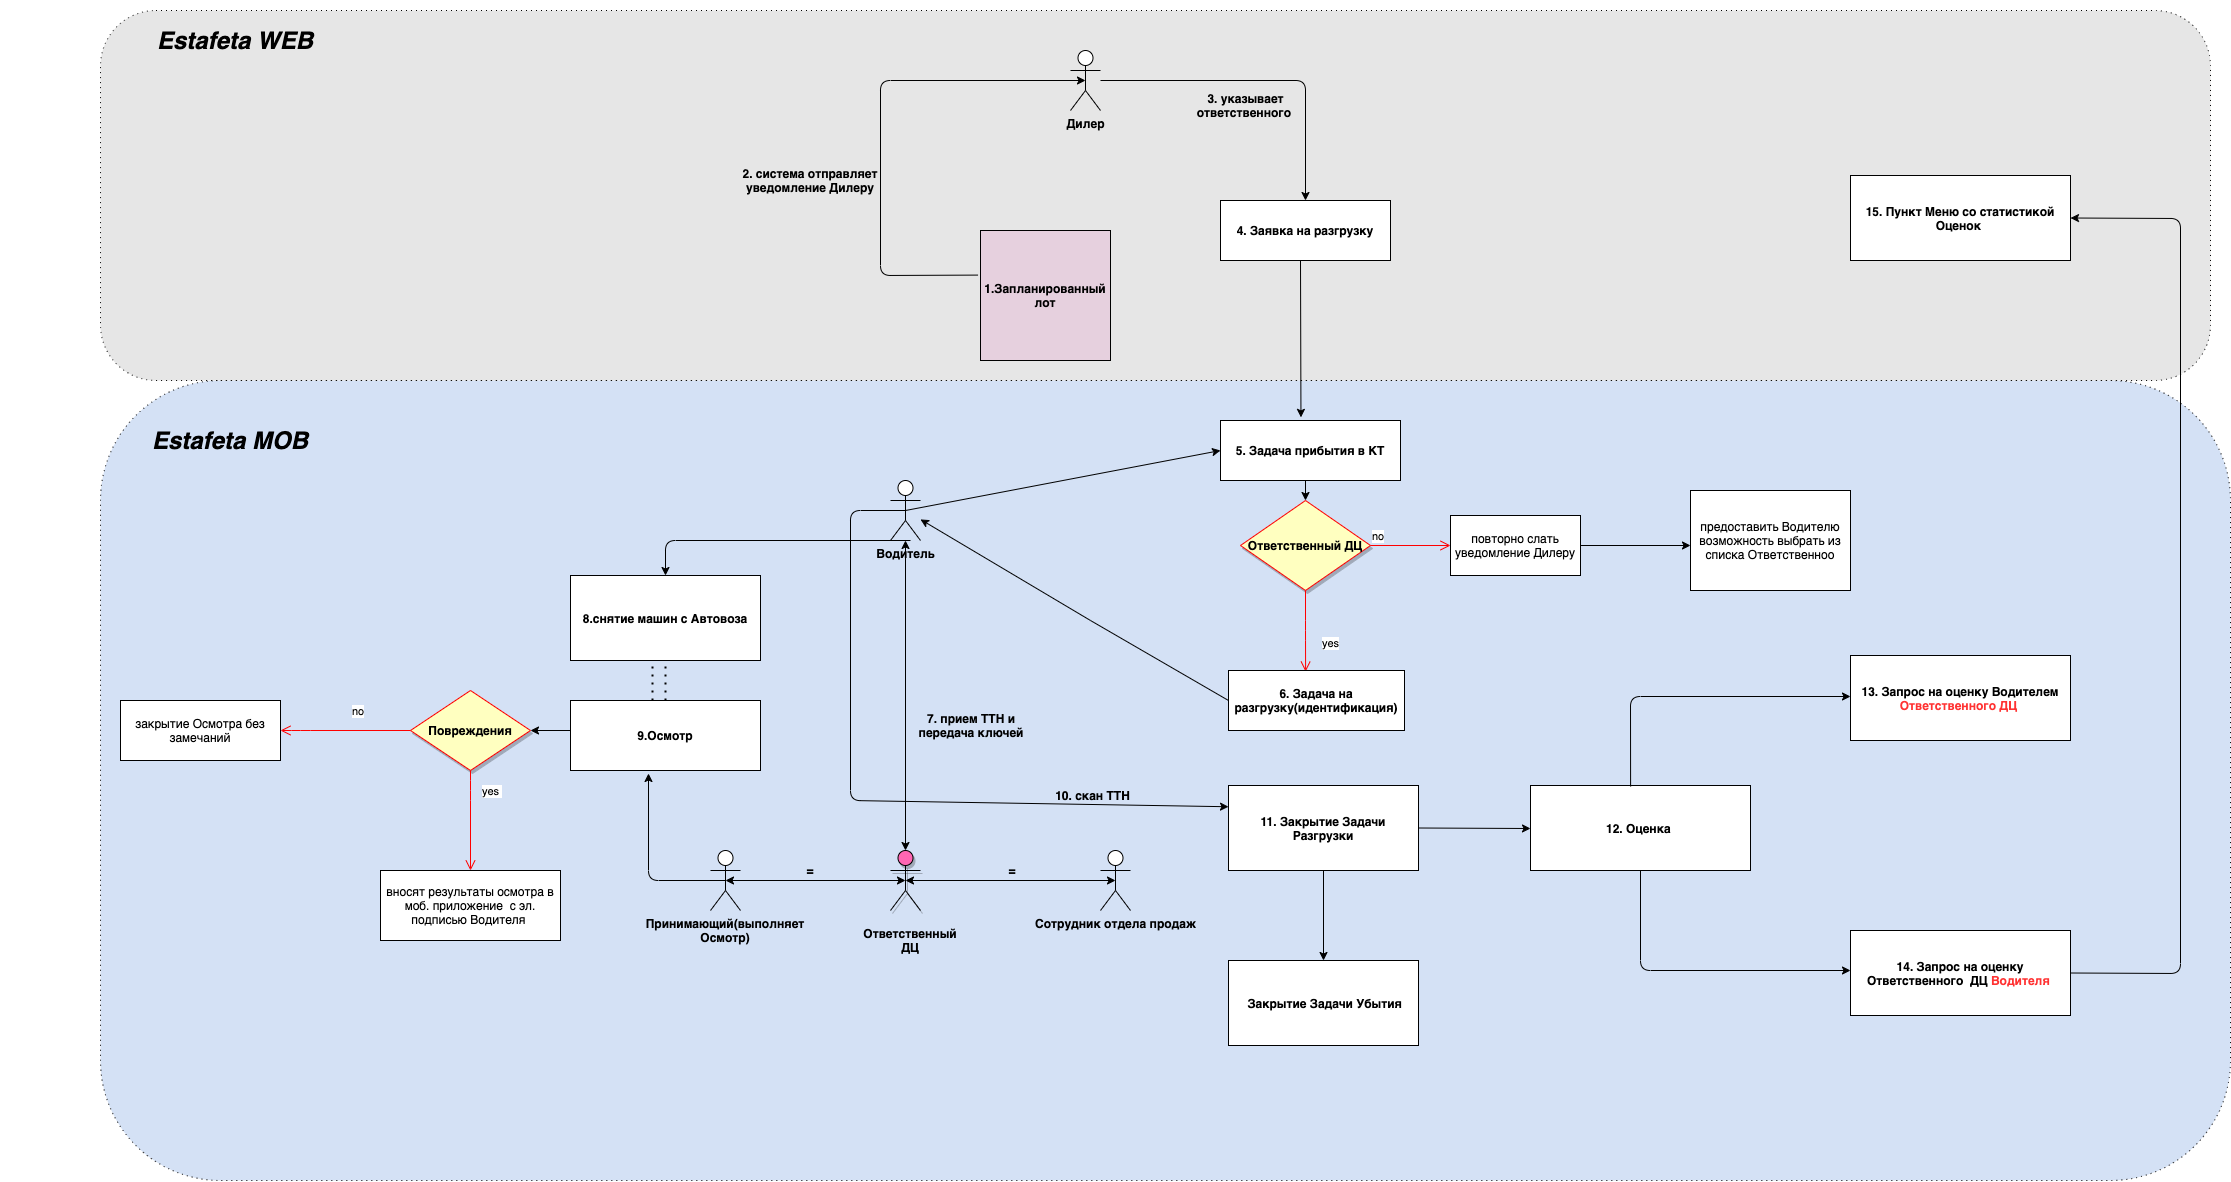 Estafeta WEB
Дилер
3. указывает
ответственного
2. система отправляет
уведомление Дилеру
4. Заявка на разгрузку
1.Запланированный
лот
15. Пункт Меню со статистикой
Оценок
Estafeta MOB
5. Задача прибытия в КТ
Водитель
Ответственный ДЦ
no
повторно слать
уведомление Дилеру
предоставить Водителю
возможность выбрать из
списка Ответственноо
yes
8.снятие машин с Автовоза
6. Задача на
разгрузку(идентификация)
13. Запрос на оценку Водителем
Ответственного ДЦ
закрытие Осмотра без
замечаний
no
Повреждения
9.Осмотр
7. прием ТТН и
передача ключей
yes
10. скан ТТН
11. Закрытие Задачи
Разгрузки
12. Оценка
вносят результаты осмотра в
моб. приложение с эл.
подписью Водителя
=
=
Принимающий(выполняет
Осмотр)
Ответственный
ДЦ
Сотрудник отдела продаж
14. Запрос на оценку
Ответственного ДЦ Водителя
Закрытие Задачи Убытия